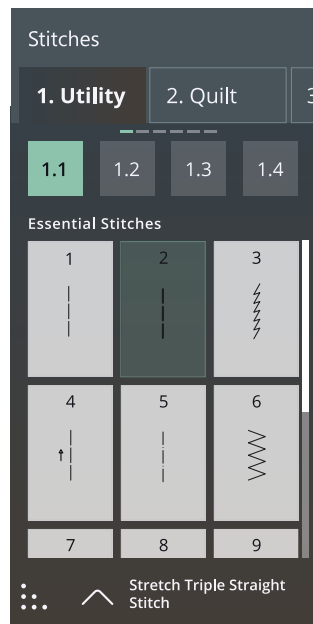 Stitches
1. Utility 2. Quilt 3
1.1 1.2 1.3 1.4
Essential Stitches
1 2 3
4 5 6
7 8 9
Stretch Triple Straight
Stitch